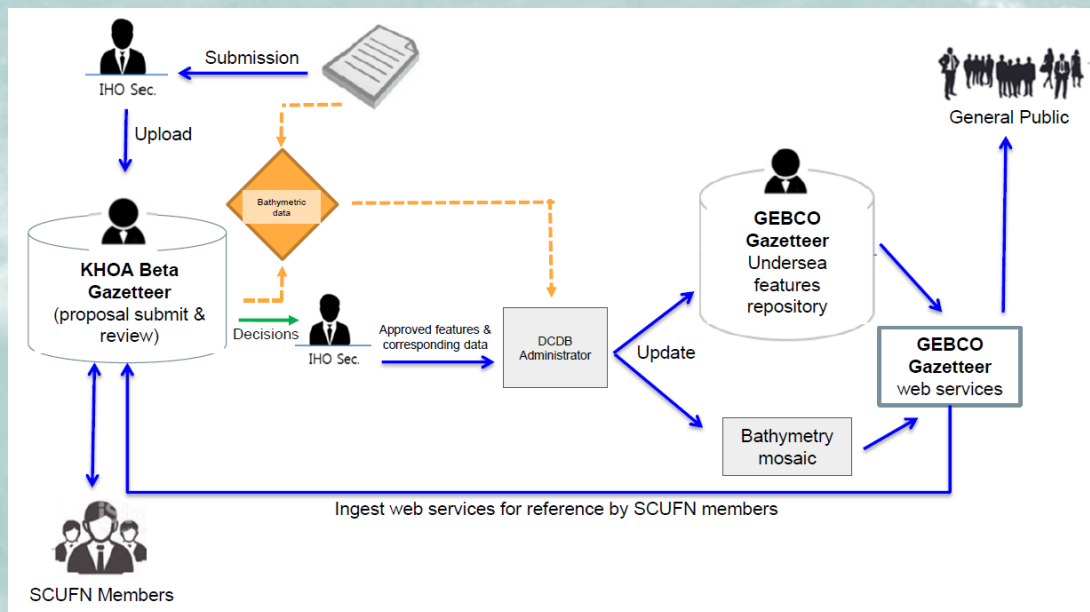 Submission
IHO Sec.
Upload
General Public
Bathymetric
data
GEBCO
Gazetteer
Undersea
features
repository
KHOA Beta
Gazetteer
(proposal submit &
review)
Decisions
IHO Sec.
Approved features &
corresponding data
DCDB
Administrator
Update
GEBCO
Gazetteer
web services
Bathymetry
mosaic
Ingest web services for reference by SCUFN members
SCUFN Members